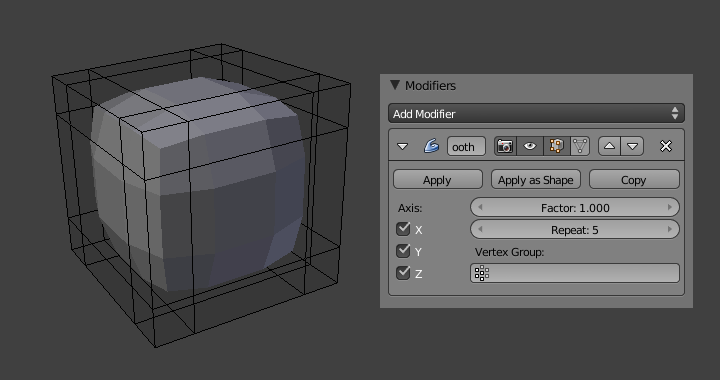 Modifiers
Add Modifier
ooth
Apply Apply as Shape Copy
Axis: Factor: 1.000
X Repeat: 5
Y Vertex Group:
Z